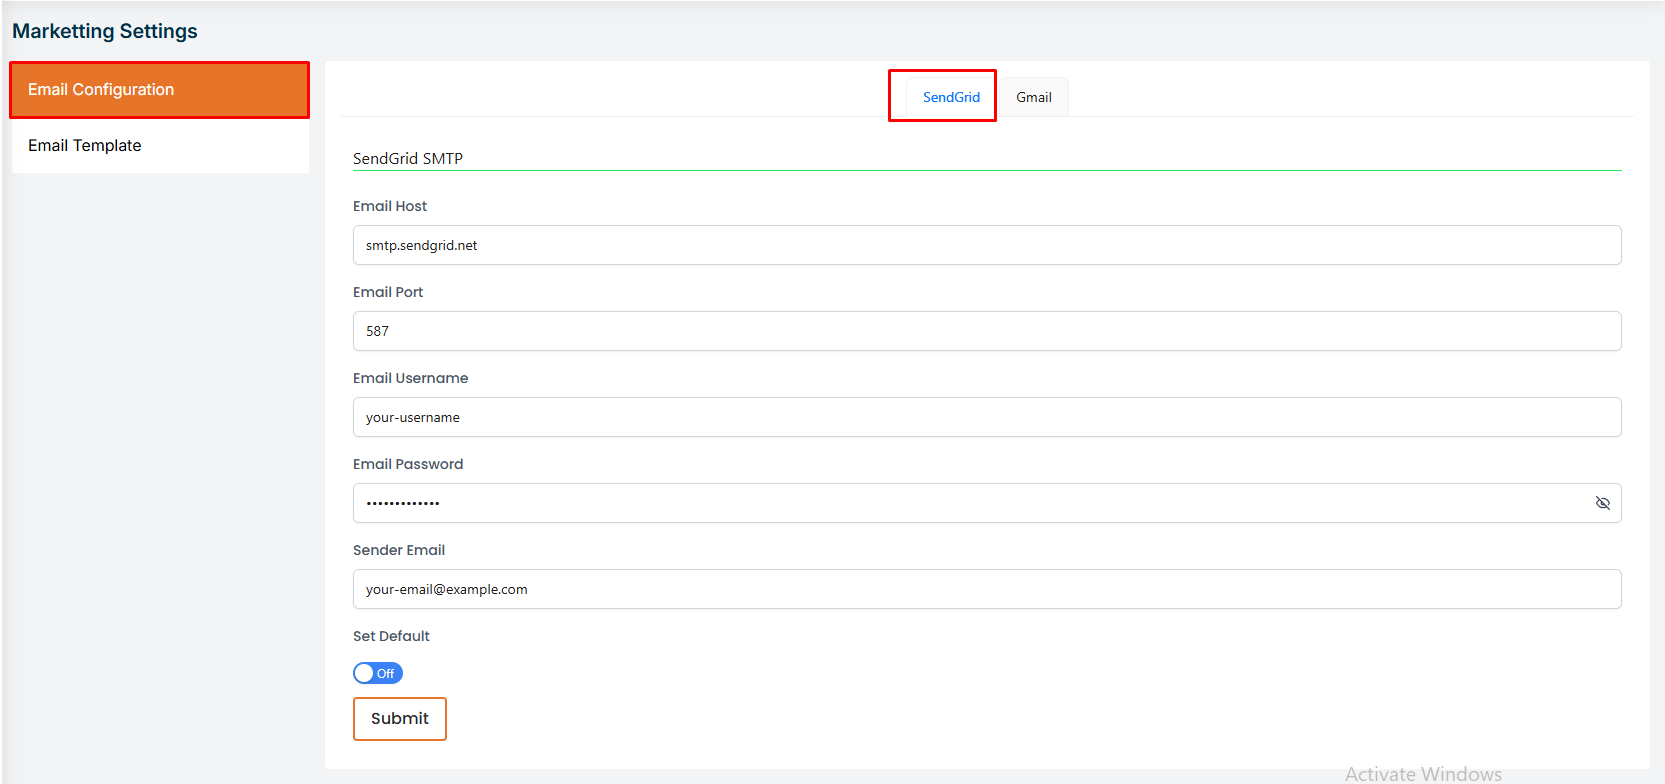 Marketting Settings
Email Configuration
Email Template
SendGrid
Gmail
SendGrid SMTP
Email Host
smtp.sendgrid.net
Email Port
587
Email Username
your-username
Email Password
•••••••••••••
Sender Email
your-email@example.com
Set Default
Off
Submit
Activate Windows